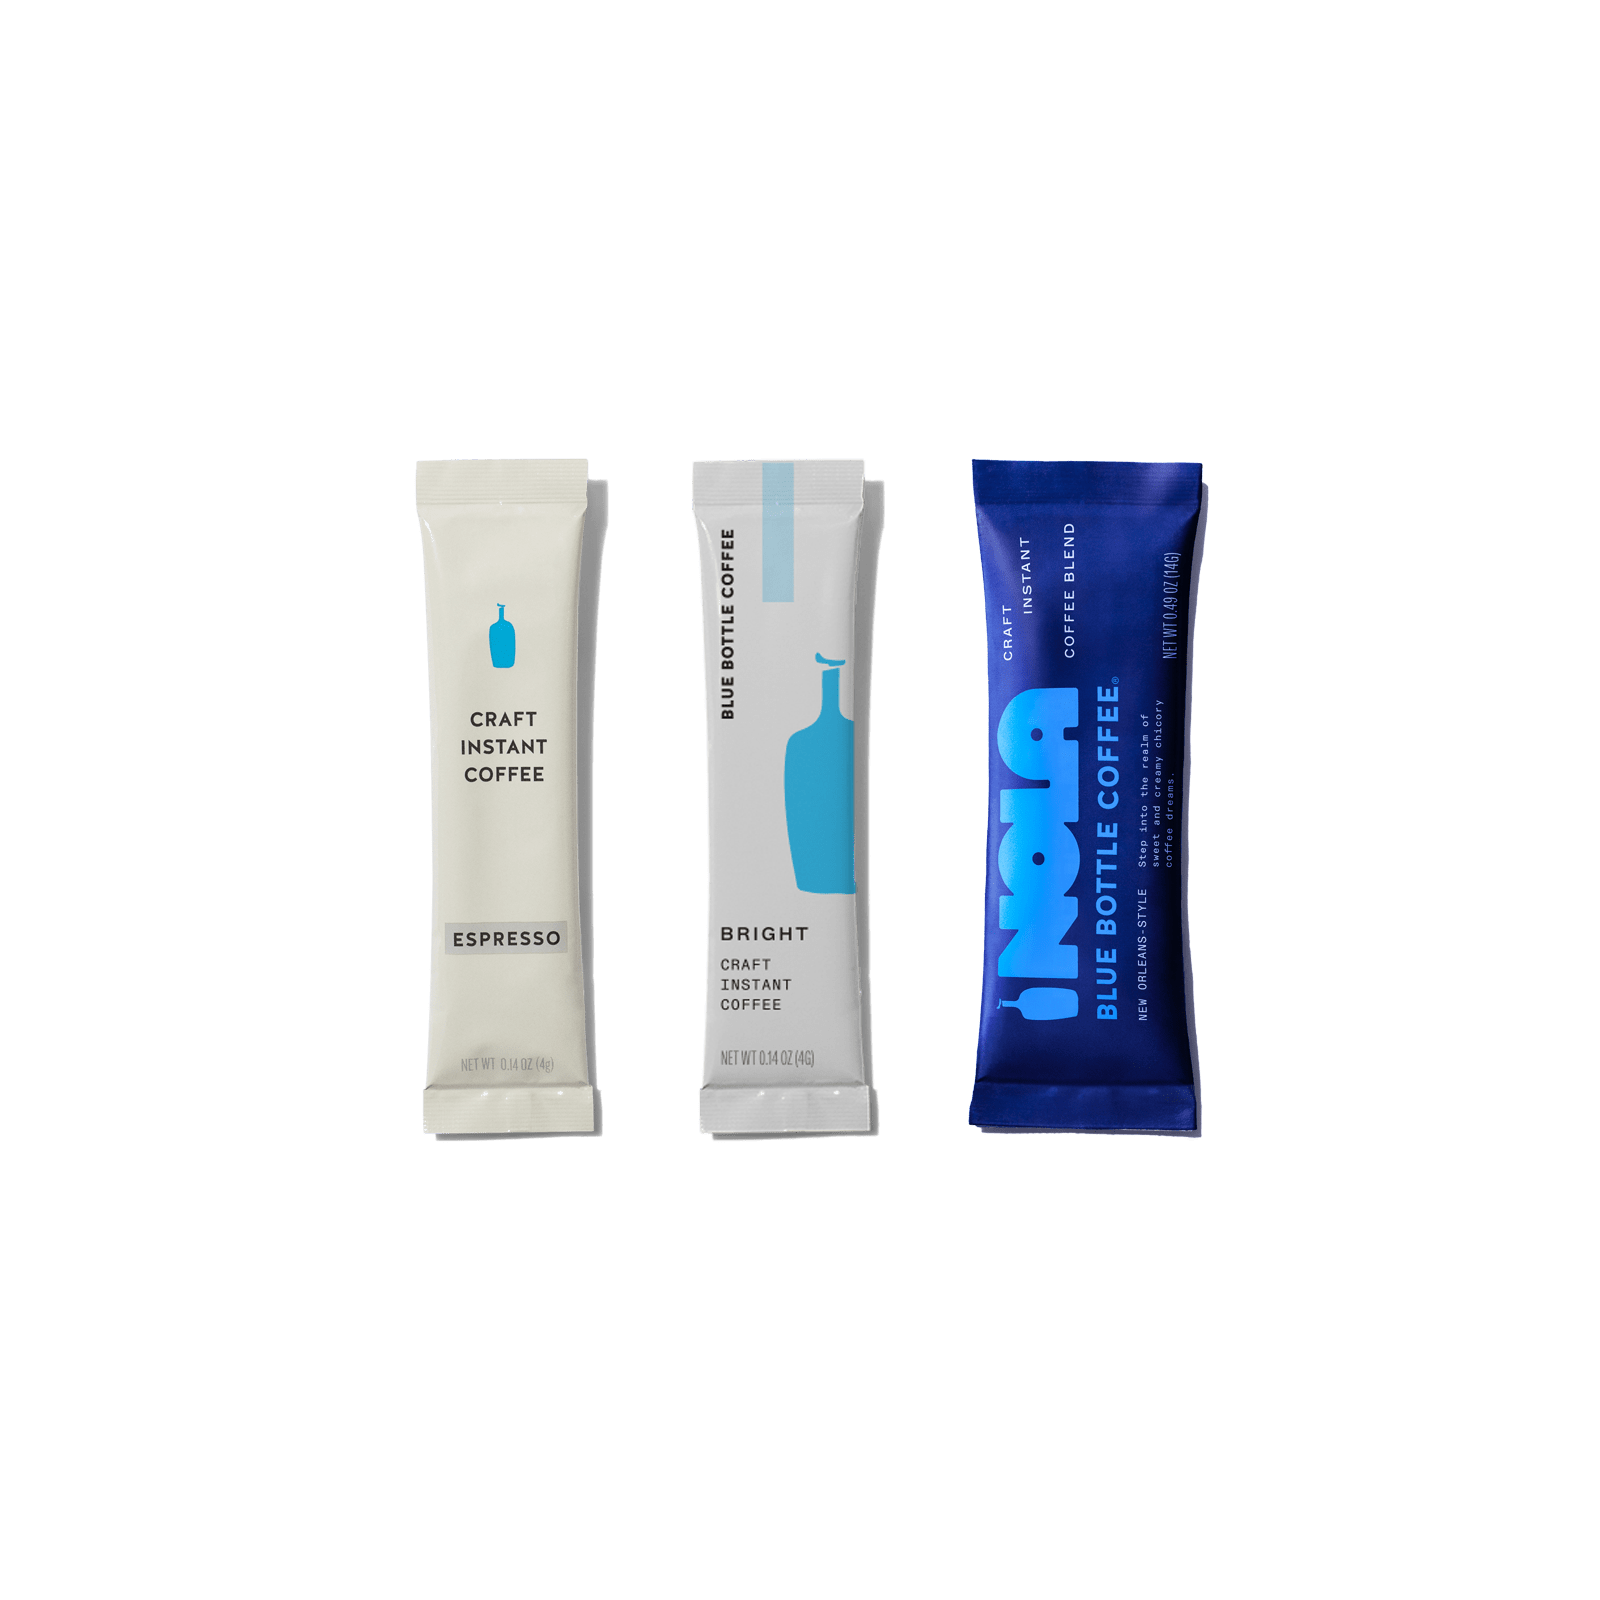 CRAFT
INSTANT
COFFEE
ESPRESSO
NET WT 0.14 OZ (4g)
BLUE BOTTLE COFFEE
BRIGHT
CRAFT
INSTANT
COFFEE
NET WT 0.14 OZ (4G)
CRAFT
INSTANT
COFFEE BLEND
NOLA
BLUE BOTTLE COFFEE®
NEW ORLEANS-STYLE
Step into the realm of
sweet and creamy chicory
coffee dreams.
NET WT 0.49 OZ (14G)